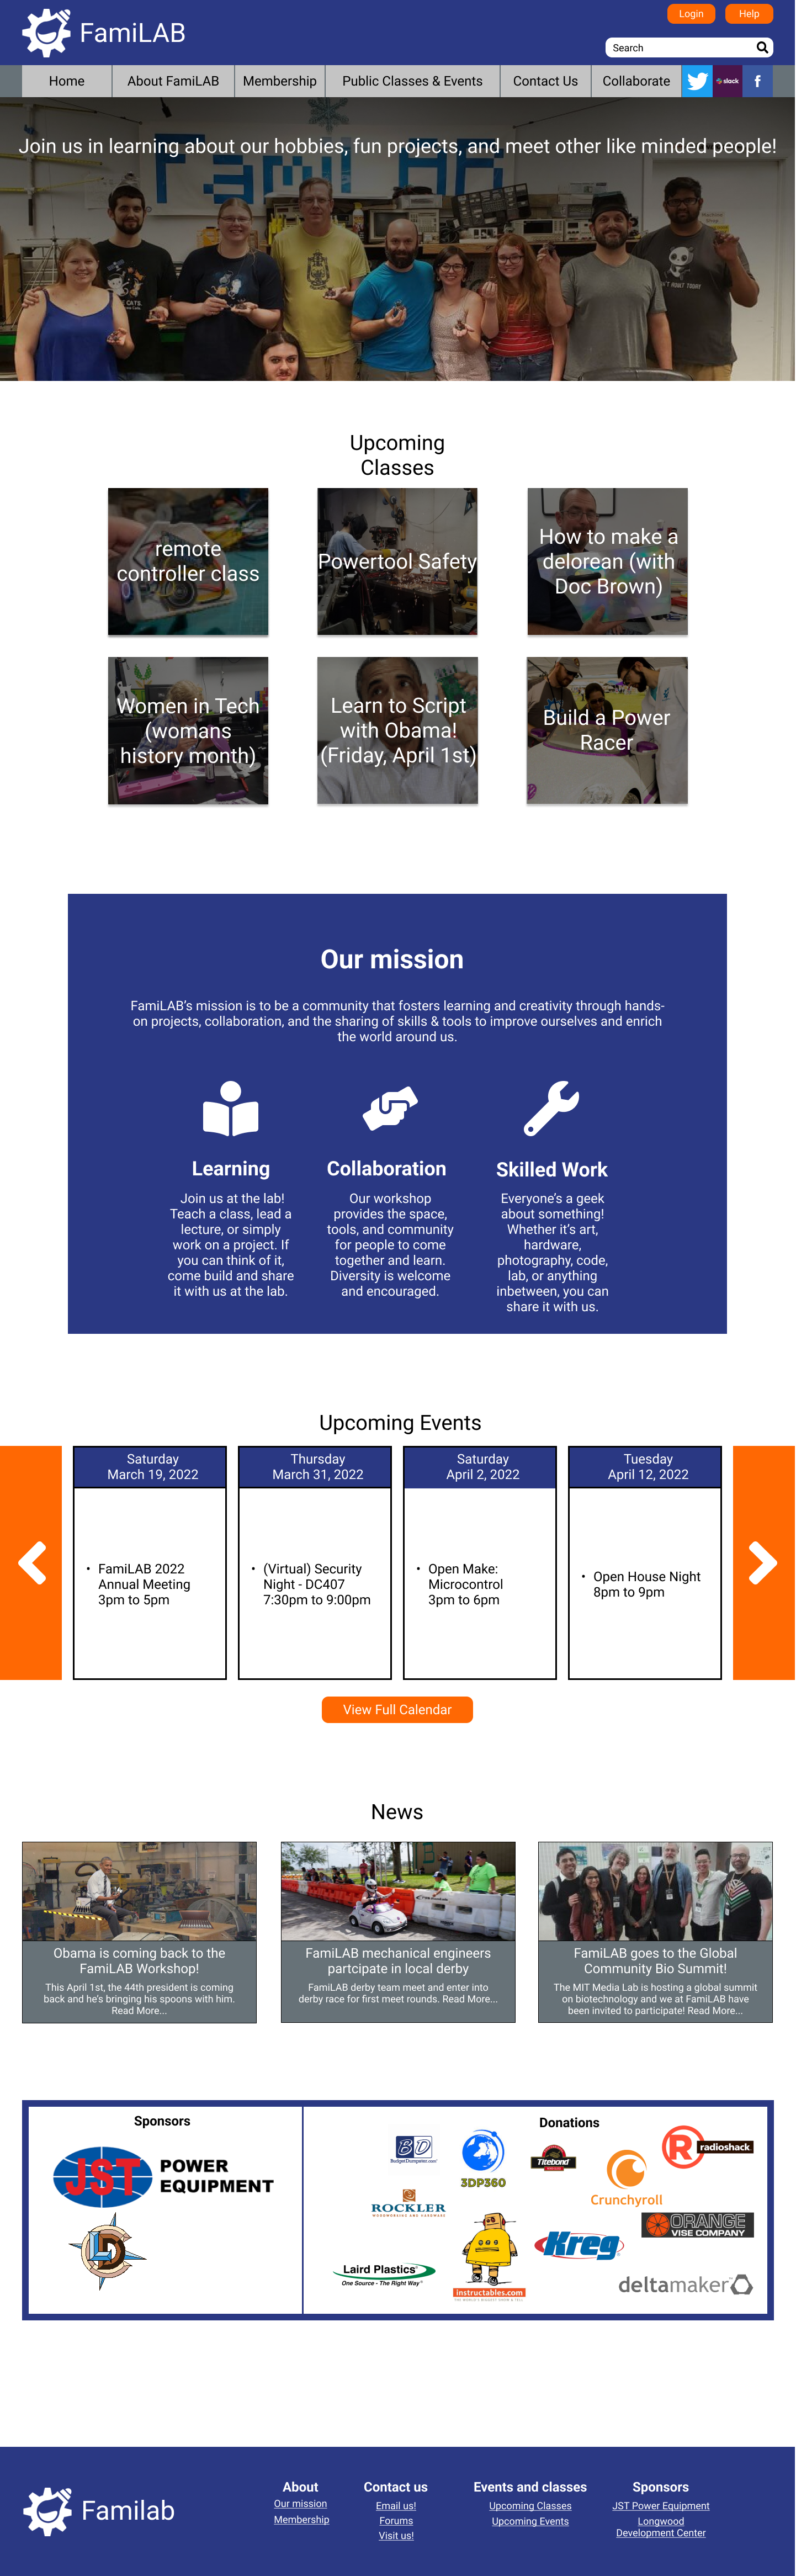 FamiLAB
Login
Help
Search
Home
About FamiLAB
Membership
Public Classes & Events
Contact Us
Collaborate
slack
Join us in learning about our hobbies, fun projects, and meet other like minded people!
Upcoming
Classes
remote
controller class
Powertool Safety
How to make a
delorean (with
Doc Brown)
Women in Tech
(womans
history month)
Learn to Script
with Obama!
(Friday, April 1st)
Build a Power
Racer
Our mission
FamiLAB's mission is to be a community that fosters learning and creativity through hands-
on projects, collaboration, and the sharing of skills & tools to improve ourselves and enrich
the world around us.
Learning
Join us at the lab!
Teach a class, lead a
lecture, or simply
work on a project. If
you can think of it,
come build and share
it with us at the lab.
Collaboration
Our workshop
provides the space,
tools, and community
for people to come
together and learn.
Diversity is welcome
and encouraged.
Skilled Work
Everyone's a geek
about something!
Whether it's art,
hardware,
photography, code,
lab, or anything
inbetween, you can
share it with us.
Upcoming Events
Saturday
March 19, 2022
• FamiLAB 2022
Annual Meeting
3pm to 5pm
Thursday
March 31, 2022
• (Virtual) Security
Night - DC407
7:30pm to 9:00pm
Saturday
April 2, 2022
• Open Make:
Microcontrol
3pm to 6pm
Tuesday
April 12, 2022
• Open House Night
8pm to 9pm
View Full Calendar
News
Obama is coming back to the
FamiLAB Workshop!
This April 1st, the 44th president is coming
back and he's bringing his spoons with him.
Read More...
FamiLAB mechanical engineers
partcipate in local derby
FamiLAB derby team meet and enter into
derby race for first meet rounds. Read More...
FamiLAB goes to the Global
Community Bio Summit!
The MIT Media Lab is hosting a global summit
on biotechnology and we at FamiLAB have
been invited to participate! Read More...
Sponsors
JST POWER
EQUIPMENT
LD
Donations
BD
BudgetDumpster.com
3DP360
Titebond
Crunchyroll
R radioshack
ROCKLER
WOODWORKING AND HARDWARE
instructables.com
Kreg
ORANGE
VISE COMPANY
Laird Plastics
One Source - The Right Way
deltamaker
Familab
About
Our mission
Membership
Contact us
Email us!
Forums
Visit us!
Events and classes
Upcoming Classes
Upcoming Events
Sponsors
JST Power Equipment
Longwood
Development Center